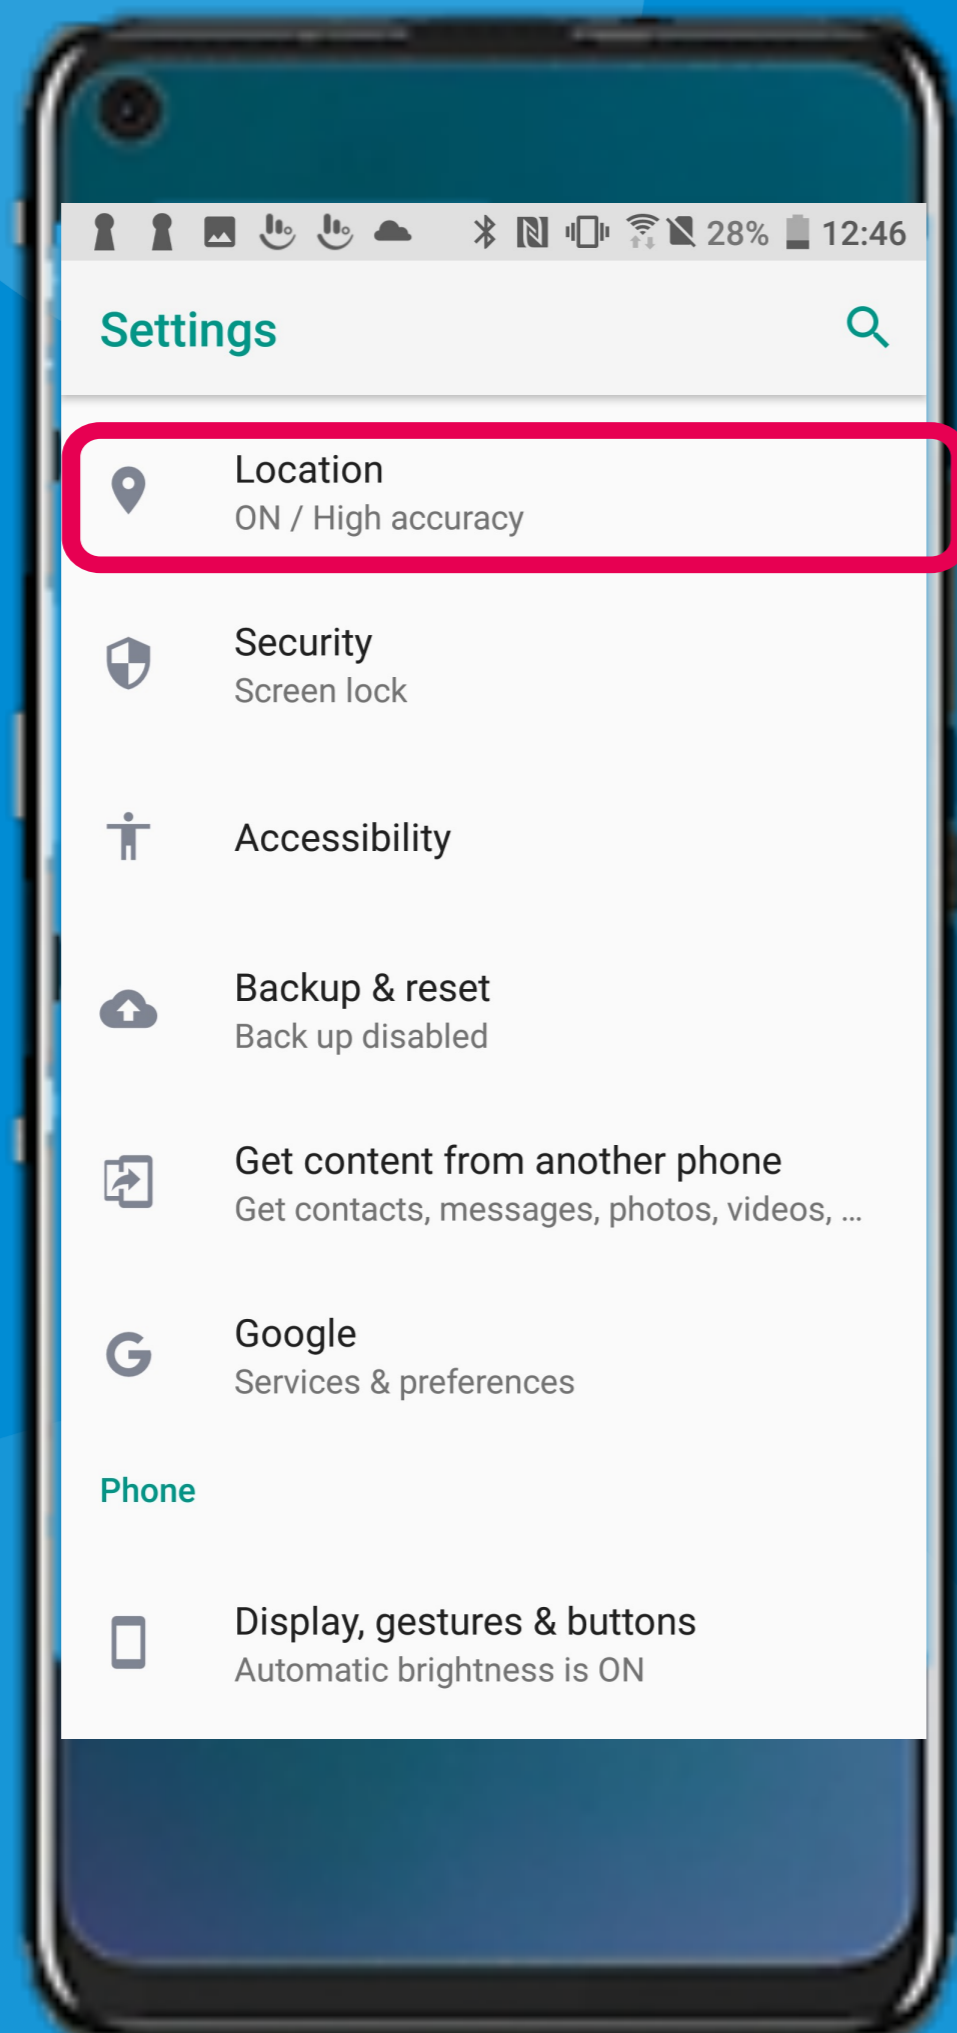 28% 12:46
Settings
Location
ON / High accuracy
Security
Screen lock
Accessibility
Backup & reset
Back up disabled
Get content from another phone
Get contacts, messages, photos, videos, ...
Google
Services & preferences
Phone
Display, gestures & buttons
Automatic brightness is ON